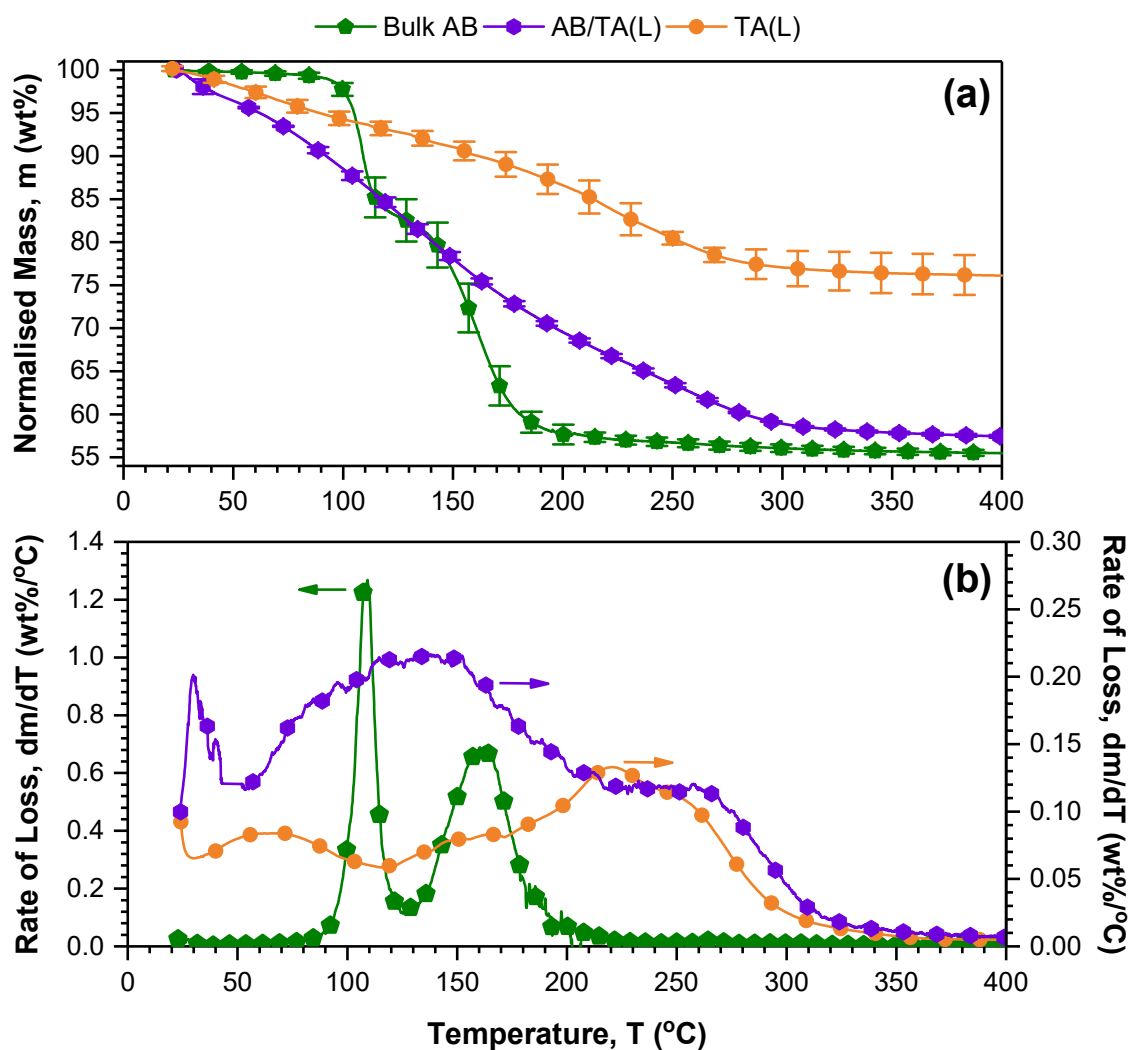 Bulk AB AB/TA(L) TA(L)
(a)
Normalised Mass, m (wt%)
100
95
90
85
80
75
70
65
60
55
0 50 100 150 200 250 300 350 400
(b)
Rate of Loss, dm/dT (wt%/ºC)
1.4
1.2
1.0
0.8
0.6
0.4
0.2
0.0
0.30
0.25
0.20
0.15
0.10
0.05
0.00
Rate of Loss, dm/dT (wt%/ºC)
0 50 100 150 200 250 300 350 400
Temperature, T (ºC)